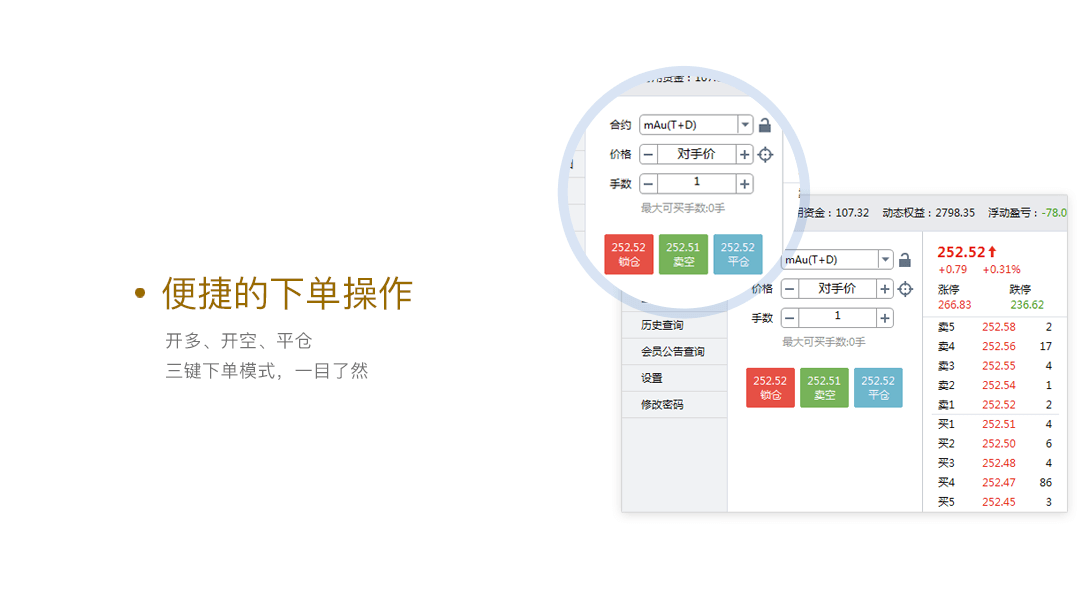 便捷的下单操作
开多、开空、平仓
三键下单模式，一目了然
合约 mAu(T+D)
价格 − 对手价 +
手数 − 1 +
最大可买手数:0手
252.52 252.51 252.52
锁仓 卖空 平仓
用资金：107.32 动态权益：2798.35 浮动盈亏：-78.0
mAu(T+D)
价格 − 对手价 +
手数 − 1 +
最大可买手数:0手
252.52 252.51 252.52
锁仓 卖空 平仓
历史查询
会员公告查询
设置
修改密码
252.52⬆
+0.79 +0.31%
涨停 跌停
266.83 236.62
卖5 252.58 2
卖4 252.56 17
卖3 252.55 4
卖2 252.54 1
卖1 252.52 2
买1 252.51 4
买2 252.50 6
买3 252.48 4
买4 252.47 86
买5 252.45 3